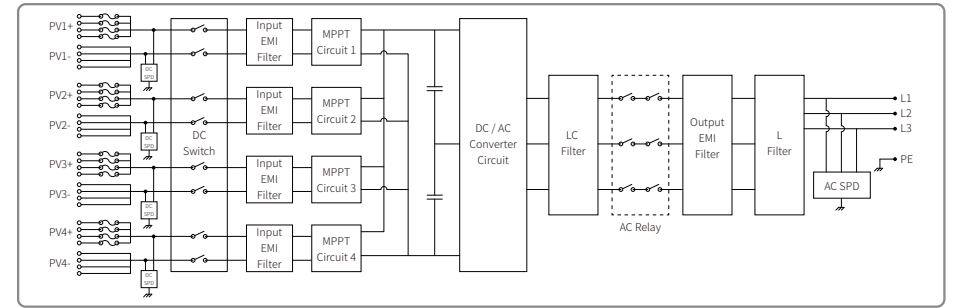 PV1+
PV1-
DC
SPD
Input
EMI
Filter
MPPT
Circuit 1
PV2+
PV2-
DC
SPD
Input
EMI
Filter
MPPT
Circuit 2
DC
Switch
PV3+
PV3-
DC
SPD
Input
EMI
Filter
MPPT
Circuit 3
PV4+
PV4-
DC
SPD
Input
EMI
Filter
MPPT
Circuit 4
DC / AC
Converter
Circuit
LC
Filter
AC Relay
Output
EMI
Filter
L
Filter
L1
L2
L3
PE
AC SPD